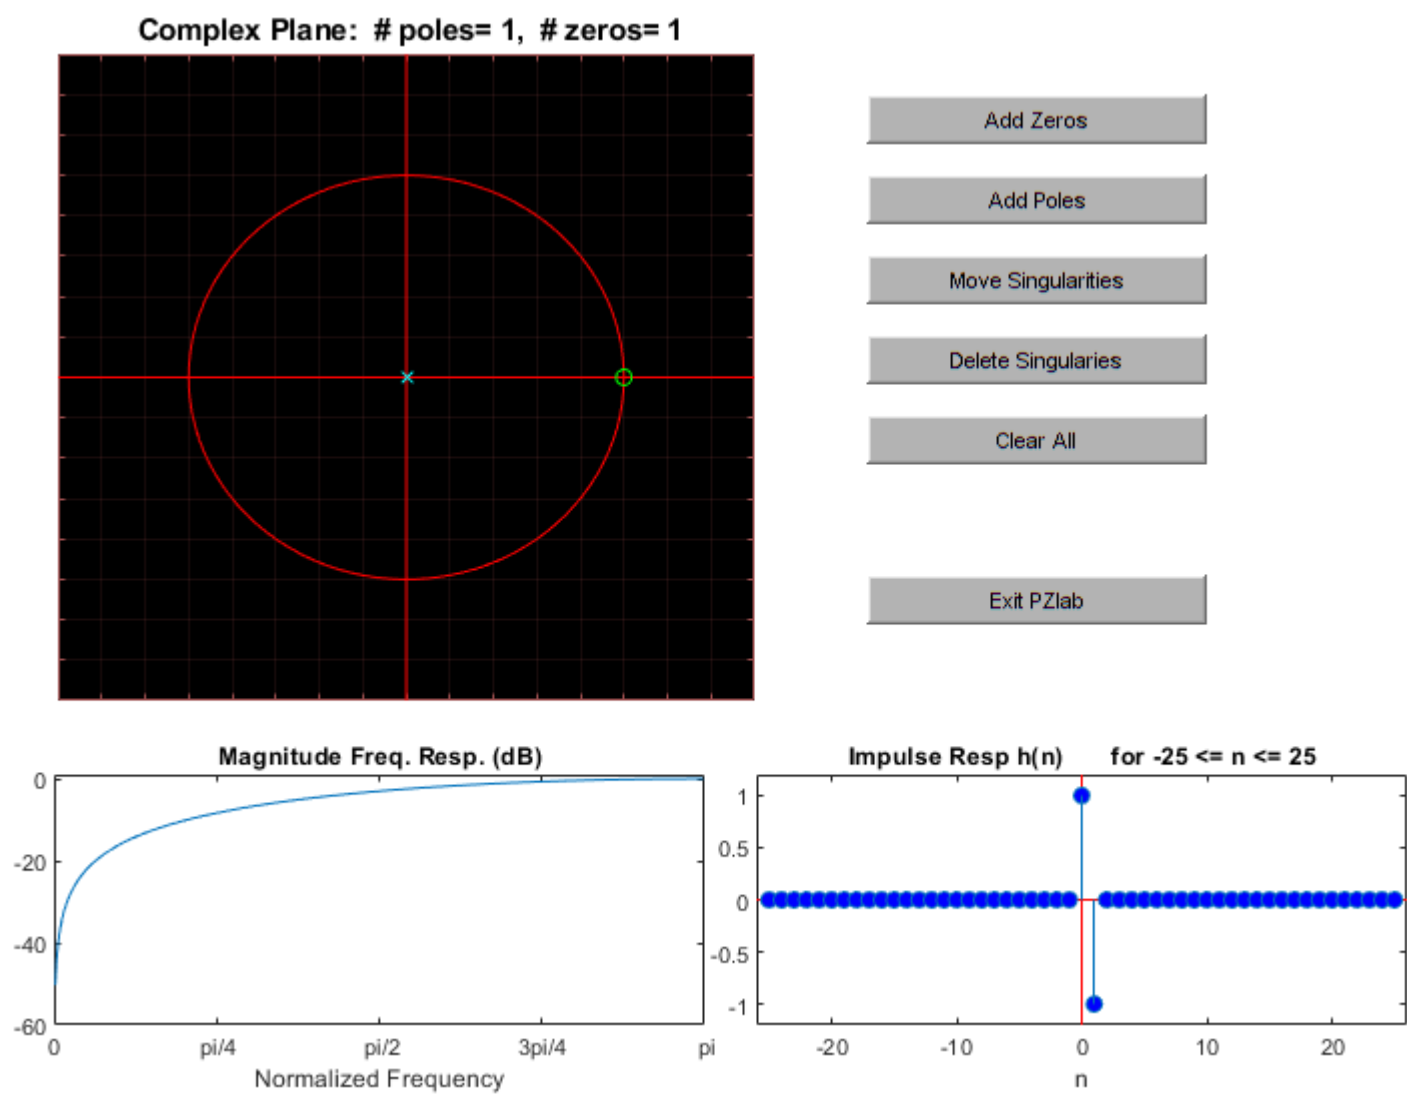 Complex Plane: # poles= 1, # zeros= 1
Add Zeros
Add Poles
Move Singularities
Delete Singularies
Clear All
Exit PZlab
Magnitude Freq. Resp. (dB)
0
-20
-40
-60
0 pi/4 pi/2 3pi/4 pi
Normalized Frequency
Impulse Resp h(n) for -25 <= n <= 25
1
0.5
0
-0.5
-1
-20 -10 0 10 20
n